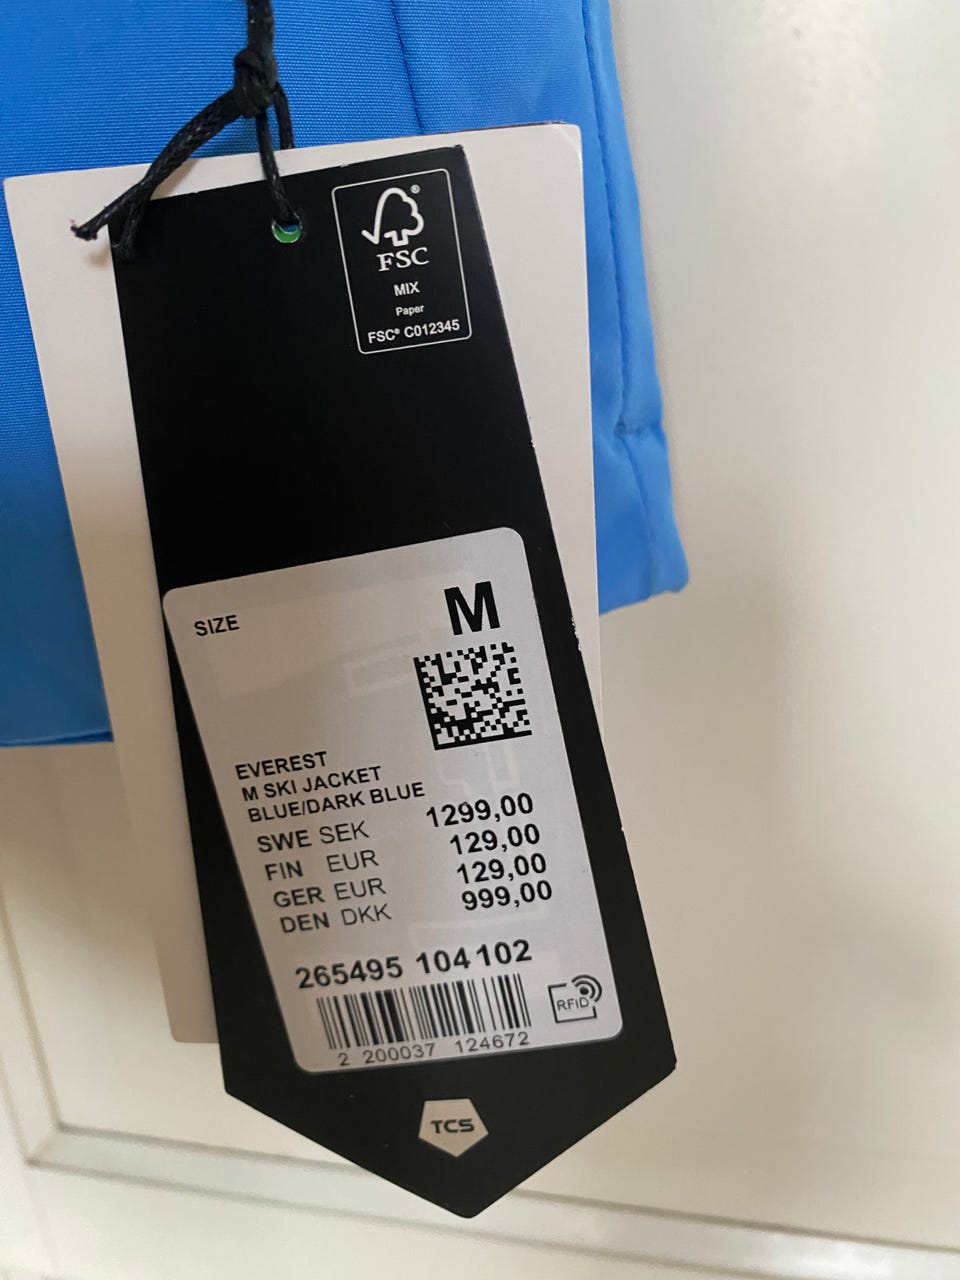 FSC
MIX
Paper
FSC® C012345
SIZE M
EVEREST
M SKI JACKET
BLUE/DARK BLUE
SWE SEK 1299,00
FIN EUR 129,00
GER EUR 129,00
DEN DKK 999,00
265495 104 102
RFID
2 200037 124672
TCS